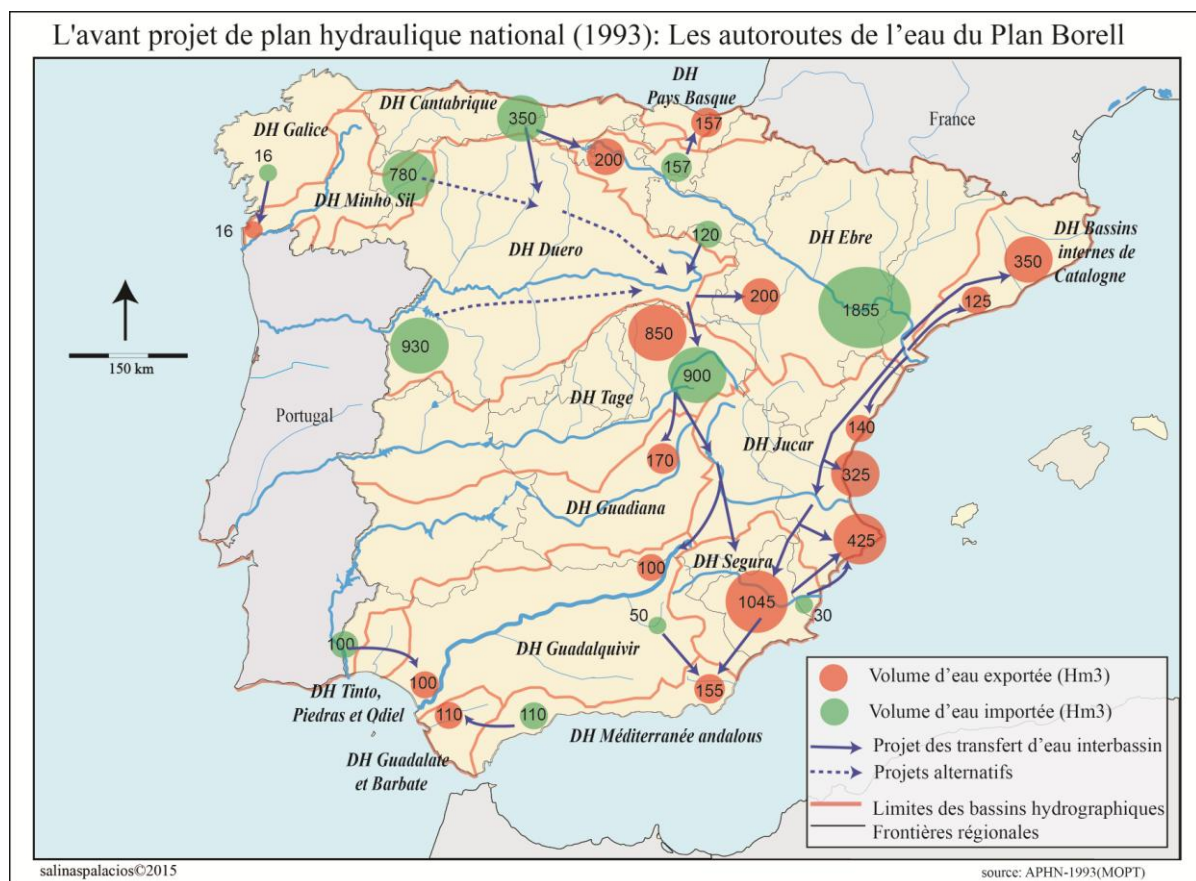 L'avant projet de plan hydraulique national (1993): Les autoroutes de l'eau du Plan Borell
DH
Pays Basque
DH Cantabrique
France
DH Galice
350
157
16
200
157
780
DH Minho Sil
16
120
DH Ebre
DH Bassins
internes de
Catalogne
DH Duero
350
200
125
1855
850
930
900
150 km
DH Tage
Portugal
140
DH Jucar
170
325
DH Guadiana
425
100
DH Segura
1045
50
30
100
DH Guadalquivir
100
155
DH Tinto,
Piedras et Odiel
110
110
DH Méditerranée andalous
DH Guadalate
et Barbate
Volume d'eau exportée (Hm3)
Volume d'eau importée (Hm3)
Projet des transfert d'eau interbassin
Projets alternatifs
Limites des bassins hydrographiques
Frontières régionales
salinaspalacios©2015
source: APHN-1993(MOPT)